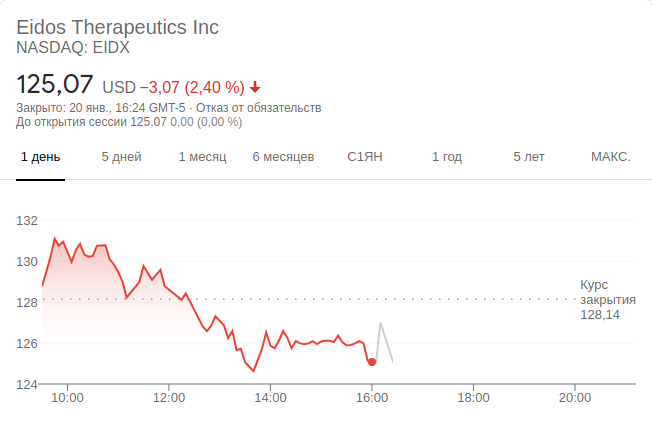 Eidos Therapeutics Inc
NASDAQ: EIDX
125,07 USD −3,07 (2,40 %)
Закрыто: 20 янв., 16:24 GMT-5 · Отказ от обязательств
До открытия сессии 125,07 0,00 (0,00 %)
1 день 5 дней 1 месяц 6 месяцев С1ЯН 1 год 5 лет МАКС.
132
130
Курс
128 закрытия
128,14
126
124
10:00 12:00 14:00 16:00 18:00 20:00